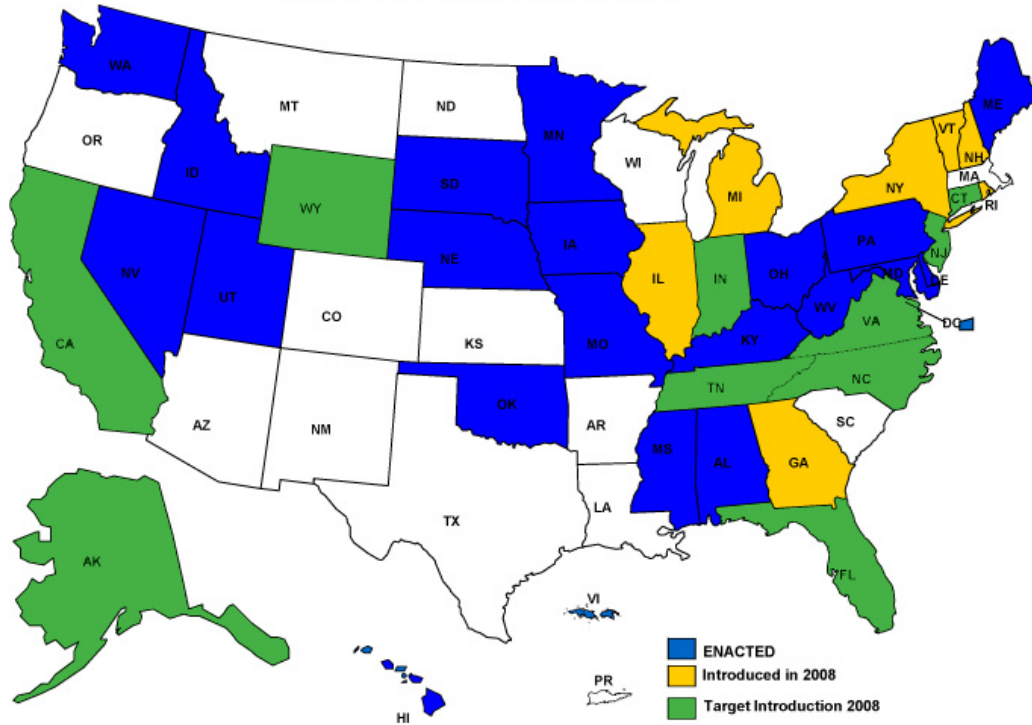 WA
MT
ND
MN
ME
OR
ID
SD
WI
VT
NH
MA
NY
CT
RI
WY
MI
IA
PA
NJ
NE
NV
UT
IL
IN
OH
MD
DE
CO
WV
VA
DC
CA
KS
MO
KY
TN
NC
AZ
NM
OK
AR
SC
MS
AL
GA
TX
LA
AK
FL
VI
ENACTED
Introduced in 2008
PR
Target Introduction 2008
HI